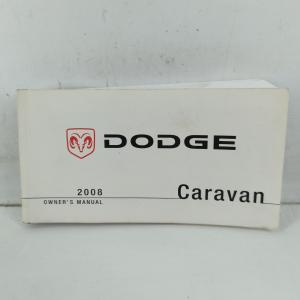 DODGE
2008
OWNER'S MANUAL
Caravan